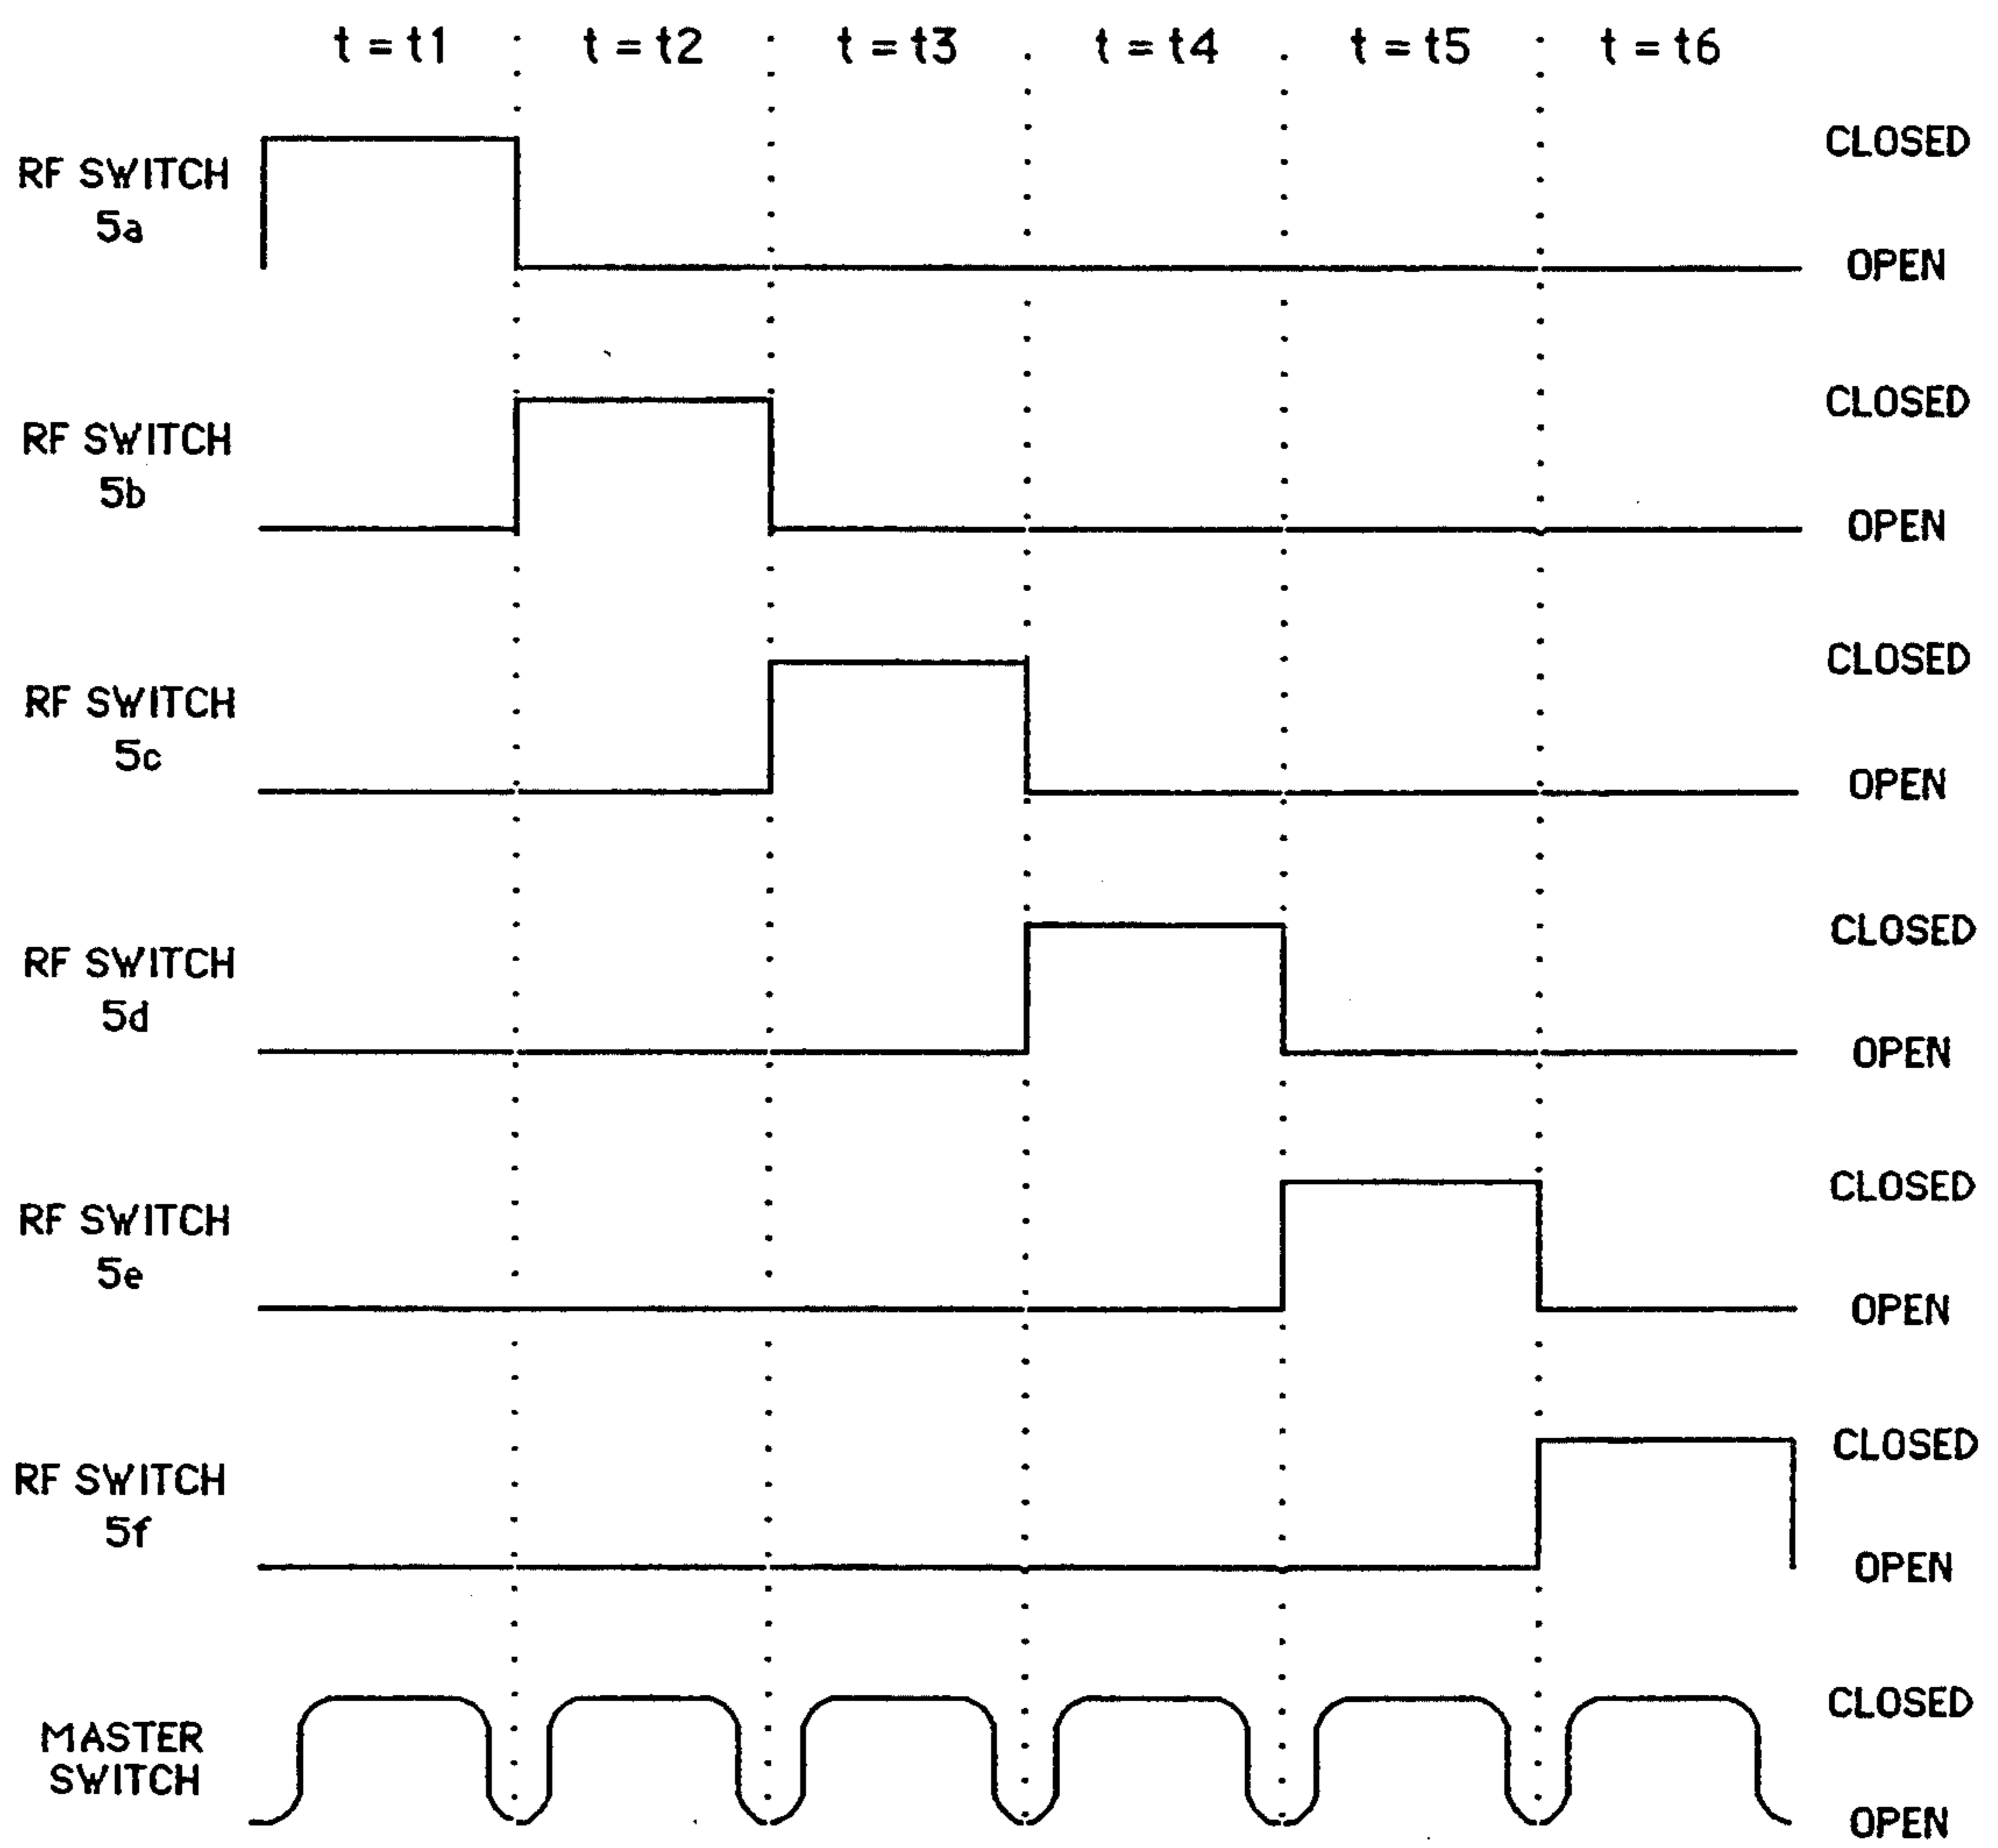 t = t1 t = t2 t = t3 t = t4 t = t5 t = t6
RF SWITCH
5a
CLOSED
OPEN
RF SWITCH
5b
CLOSED
OPEN
RF SWITCH
5c
CLOSED
OPEN
RF SWITCH
5d
CLOSED
OPEN
RF SWITCH
5e
CLOSED
OPEN
RF SWITCH
5f
CLOSED
OPEN
MASTER
SWITCH
CLOSED
OPEN